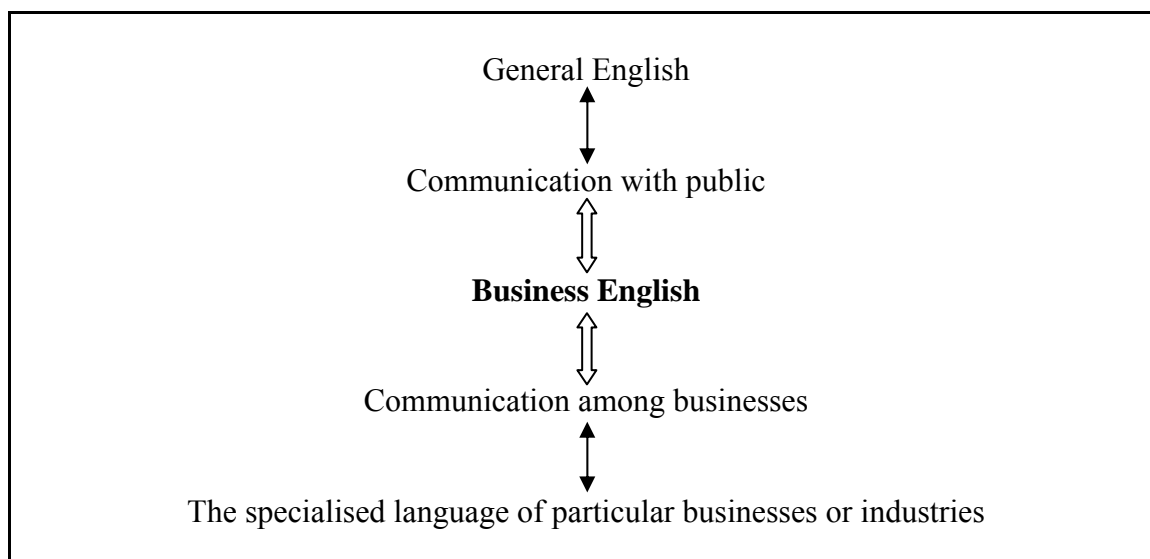 General English
Communication with public
Business English
Communication among businesses
The specialised language of particular businesses or industries